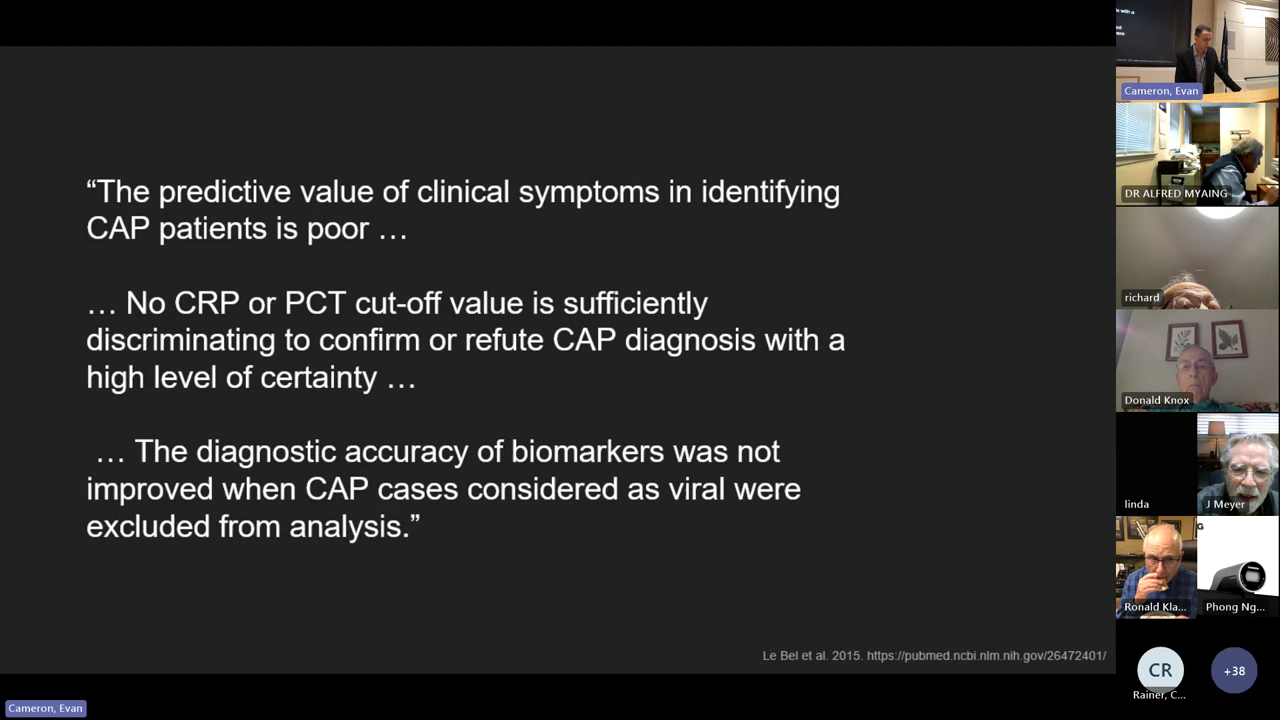 “The predictive value of clinical symptoms in identifying
CAP patients is poor …
… No CRP or PCT cut-off value is sufficiently
discriminating to confirm or refute CAP diagnosis with a
high level of certainty …
… The diagnostic accuracy of biomarkers was not
improved when CAP cases considered as viral were
excluded from analysis.”
Le Bel et al. 2015. https://pubmed.ncbi.nlm.nih.gov/26472401/
Cameron, Evan
Cameron, Evan
DR ALFRED MYAING
richard
Donald Knox
linda
J Meyer
Ronald Kla...
Phong Ng...
CR
Rainer, C...
+38